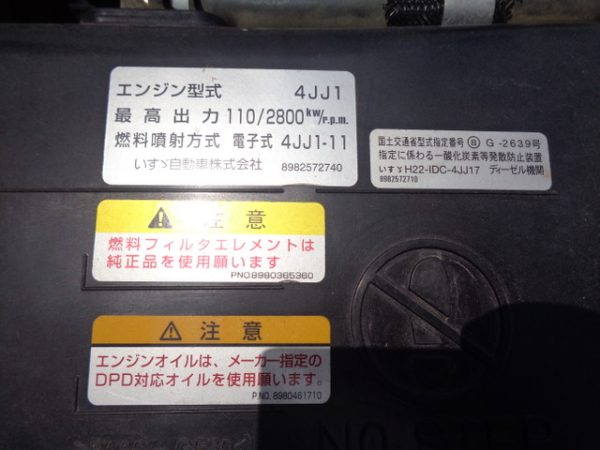 エンジン型式 4JJ1
最高出力 110/2800kW/r.p.m.
燃料噴射方式 電子式 4JJ1-11
いすゞ自動車株式会社 8982572740
国土交通省型式指定番号 Ⓑ G-2639号
指定に係わる一酸化炭素等発散防止装置
いすゞH22-IDC-4JJ17 ディーゼル機関
8982572710
注意
燃料フィルタエレメントは
純正品を使用願います
PNO.8980365360
注意
エンジンオイルは、メーカー指定の
DPD対応オイルを使用願います。
P.NO. 8980461710
NO STEP